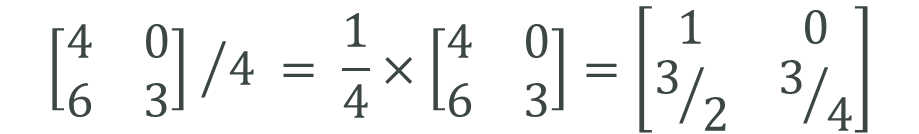 [4 0
6 3] /4 = 1/4 × [4 0
6 3] = [1 0
3/2 3/4]